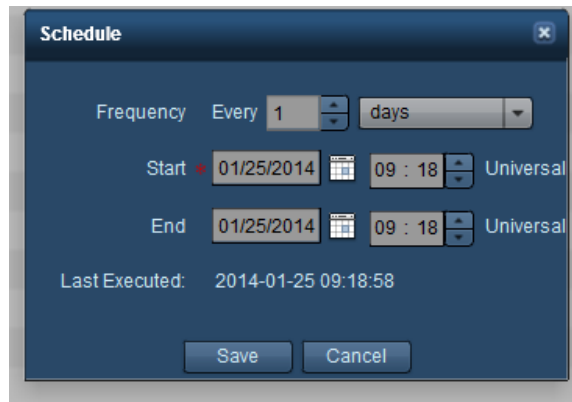 Schedule
Frequency Every 1 days
Start * 01/25/2014 09 : 18 Universal
End 01/25/2014 09 : 18 Universal
Last Executed: 2014-01-25 09:18:58
Save Cancel